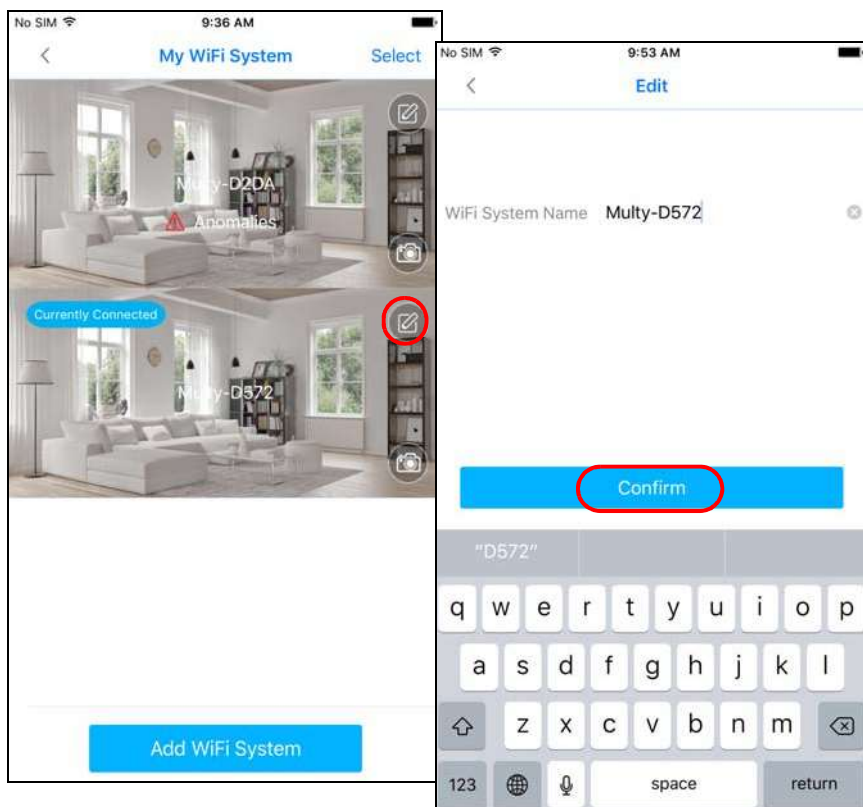 No SIM 9:36 AM
My WiFi System Select
Multy-D2DA
Anomalies
Currently Connected
Multy-D572
Add WiFi System
No SIM 9:53 AM
Edit
WiFi System Name Multy-D572
Confirm
"D572"
q w e r t y u i o p
a s d f g h j k l
z x c v b n m
123 space return